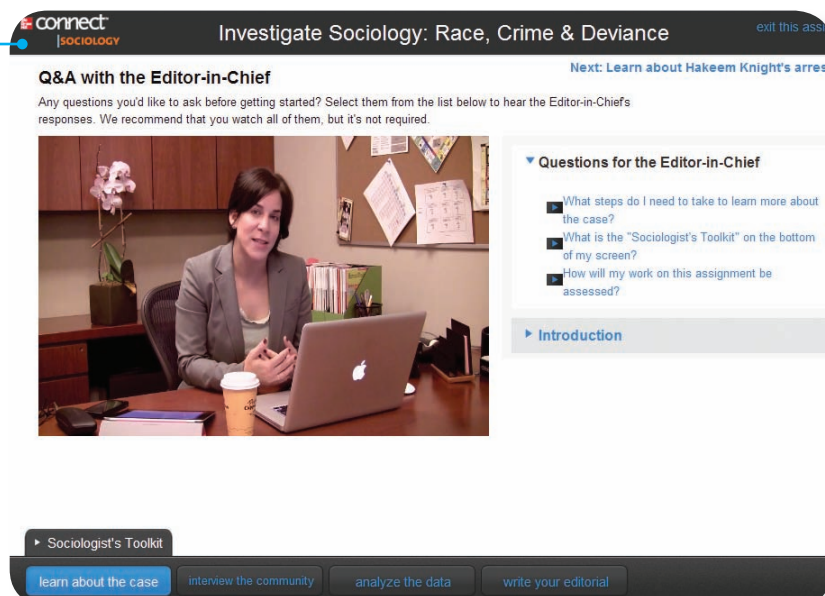 connect
SOCIOLOGY
Investigate Sociology: Race, Crime & Deviance
exit this assi
Next: Learn about Hakeem Knight's arres
Q&A with the Editor-in-Chief
Any questions you'd like to ask before getting started? Select them from the list below to hear the Editor-in-Chief's
responses. We recommend that you watch all of them, but it's not required.
Questions for the Editor-in-Chief
What steps do I need to take to learn more about
the case?
What is the "Sociologist's Toolkit" on the bottom
of my screen?
How will my work on this assignment be
assessed?
Introduction
Sociologist's Toolkit
learn about the case
interview the community
analyze the data
write your editorial